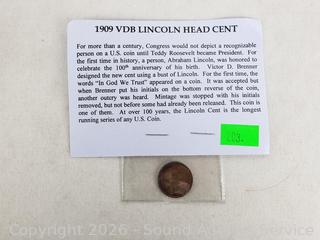 1909 VDB LINCOLN HEAD CENT
For more than a century, Congress would not depict a recognizable
person on a U.S. coin until Teddy Roosevelt became President. For
the first time in history, a person, Abraham Lincoln, was honored to
celebrate the 100th anniversary of his birth. Victor D. Brenner
designed the new cent using a bust of Lincoln. For the first time, the
words "In God We Trust" appeared on a coin. It was accepted but
when Brenner put his initials on the bottom reverse of the coin,
another outery was heard. Mintage was stopped with his initials
removed, but not before some had already been released. This coin is
one of them. At over 100 years, the Lincoln Cent is the longest
running series of any U.S. Coin.
Copyright 2026 - Sound Auction Service